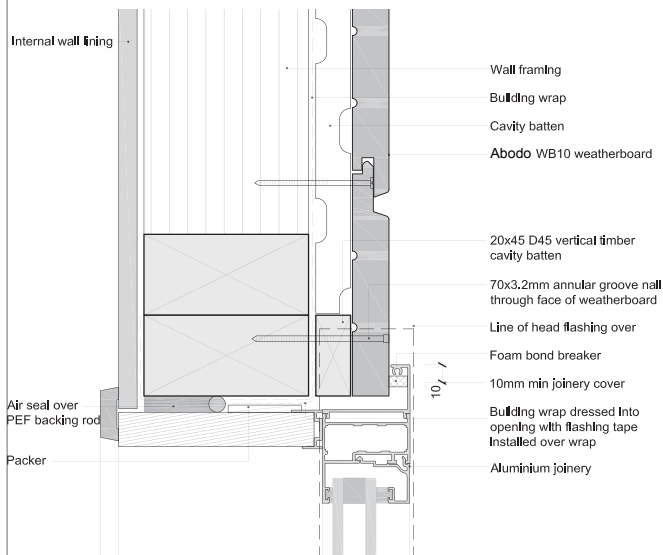 Internal wall lining
Wall framing
Building wrap
Cavity batten
Abodo WB10 weatherboard
20x45 D45 vertical timber
cavity batten
70x3.2mm annular groove nail
through face of weatherboard
Line of head flashing over
Foam bond breaker
10
10mm min joinery cover
Air seal over
PEF backing rod
Building wrap dressed into
opening with flashing tape
installed over wrap
Packer
Aluminium joinery